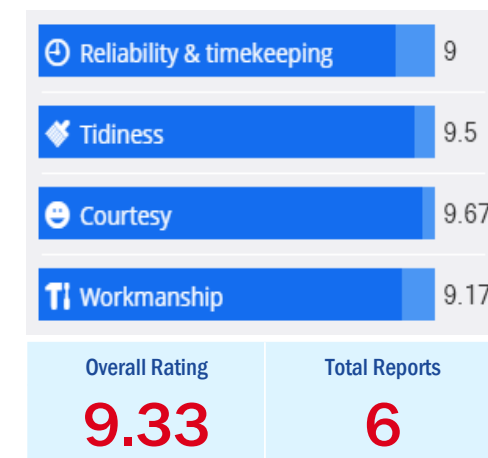 Reliability & timekeeping 9
Tidiness 9.5
Courtesy 9.67
Workmanship 9.17
Overall Rating Total Reports
9.33 6